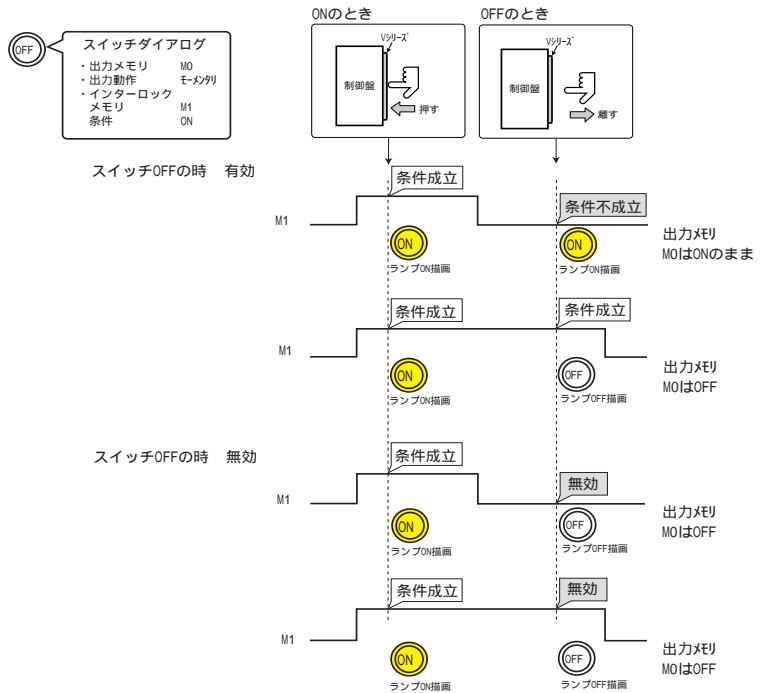 OFF
スイッチダイアログ
・出力メモリ M0
・出力動作 ﾓｰﾒﾝﾀﾘ
・インターロック
メモリ M1
条件 ON
ONのとき
Vｼﾘｰｽﾞ
制御盤
押す
OFFのとき
Vｼﾘｰｽﾞ
制御盤
離す
スイッチOFFの時 有効
条件成立
条件不成立
M1
ON
ランプON描画
ON
ランプON描画
出力ﾒﾓﾘ
M0はONのまま
条件成立
条件成立
M1
ON
ランプON描画
OFF
ランプOFF描画
出力ﾒﾓﾘ
M0はOFF
スイッチOFFの時 無効
条件成立
無効
M1
ON
ランプON描画
OFF
ランプOFF描画
出力ﾒﾓﾘ
M0はOFF
条件成立
無効
M1
ON
ランプON描画
OFF
ランプOFF描画
出力ﾒﾓﾘ
M0はOFF